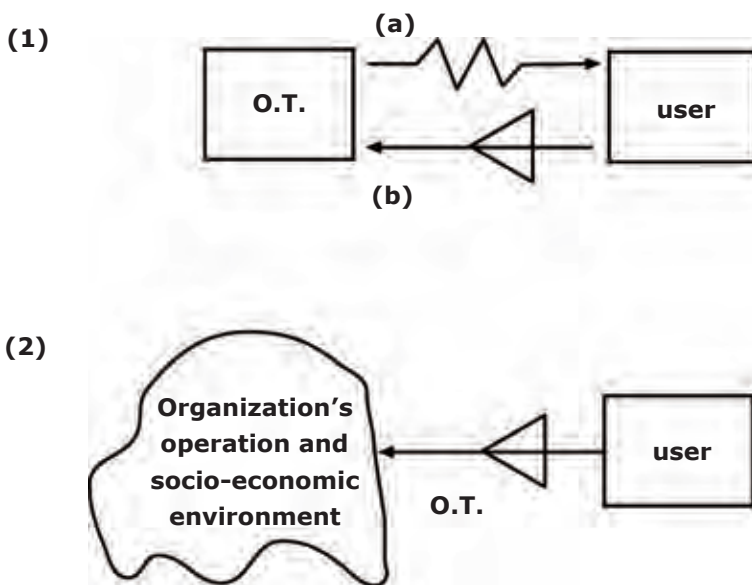 (1)
(a)
O.T.
user
(b)
(2)
Organization's
operation and
socio-economic
environment
O.T.
user